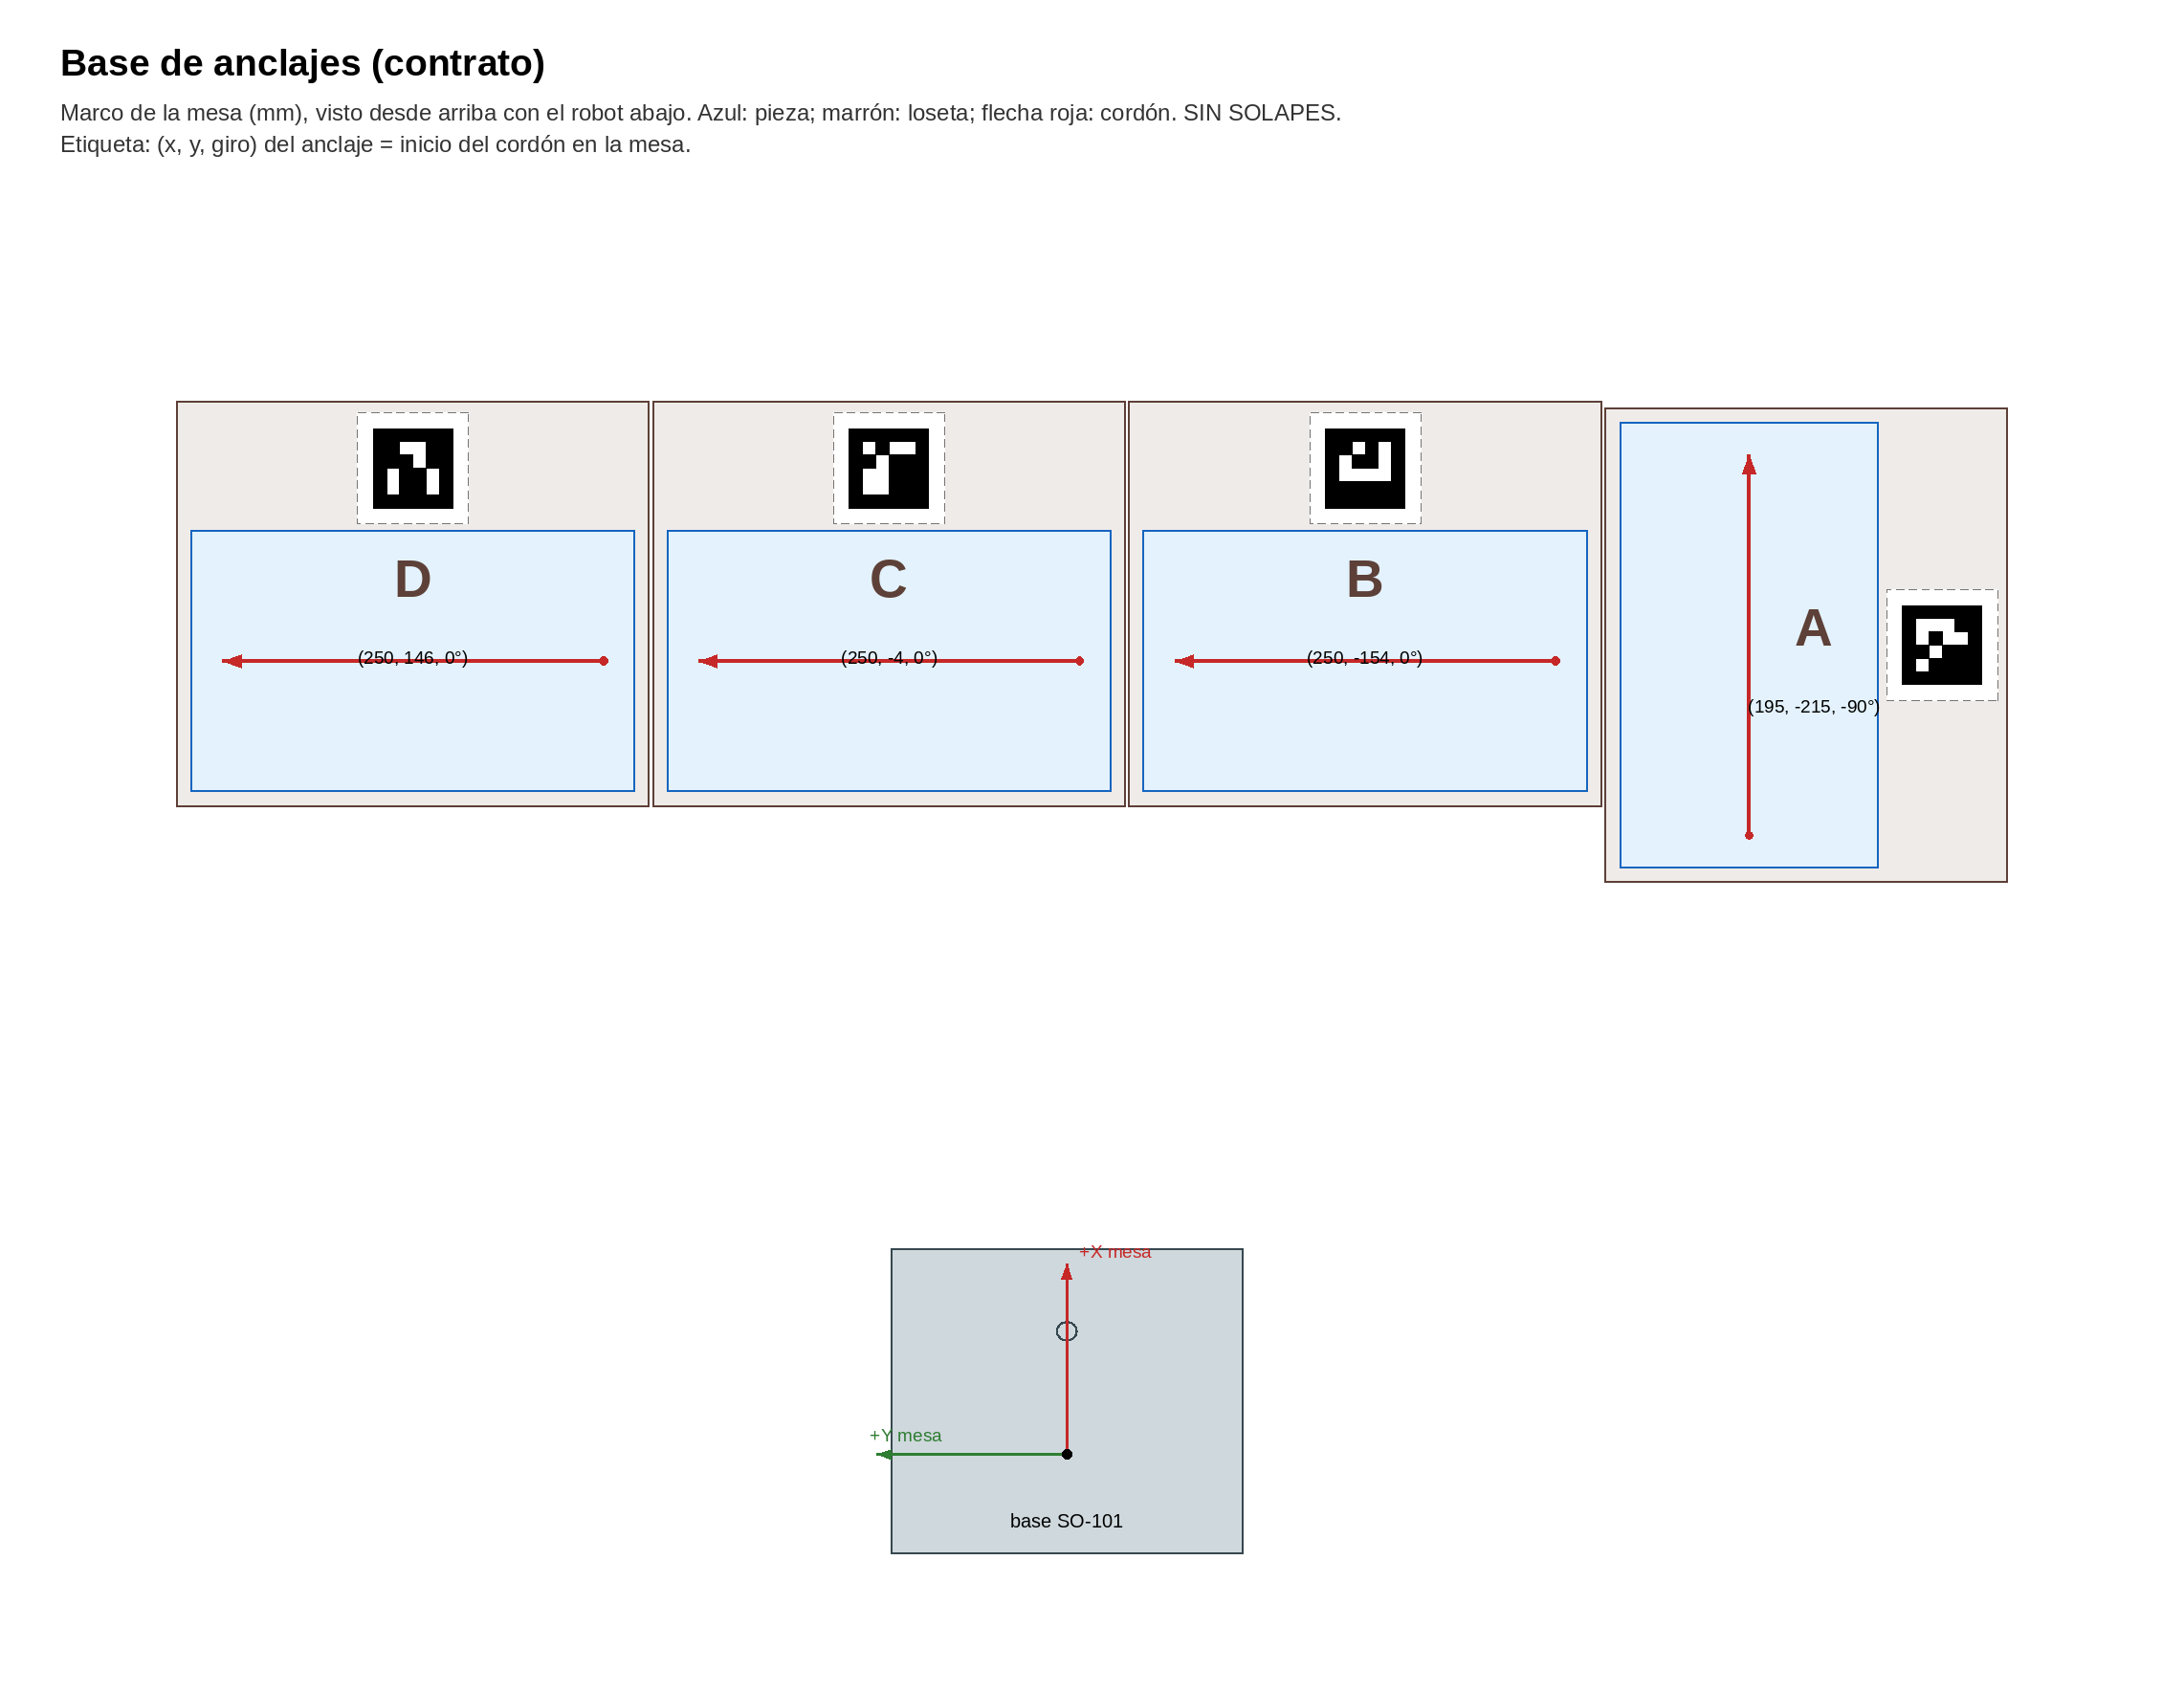 Base de anclajes (contrato)
Marco de la mesa (mm), visto desde arriba con el robot abajo. Azul: pieza; marrón: loseta; flecha roja: cordón. SIN SOLAPES.
Etiqueta: (x, y, giro) del anclaje = inicio del cordón en la mesa.
D
C
B
A
(250, 146, 0°)
(250, -4, 0°)
(250, -154, 0°)
(195, -215, -90°)
+X mesa
+Y mesa
base SO-101